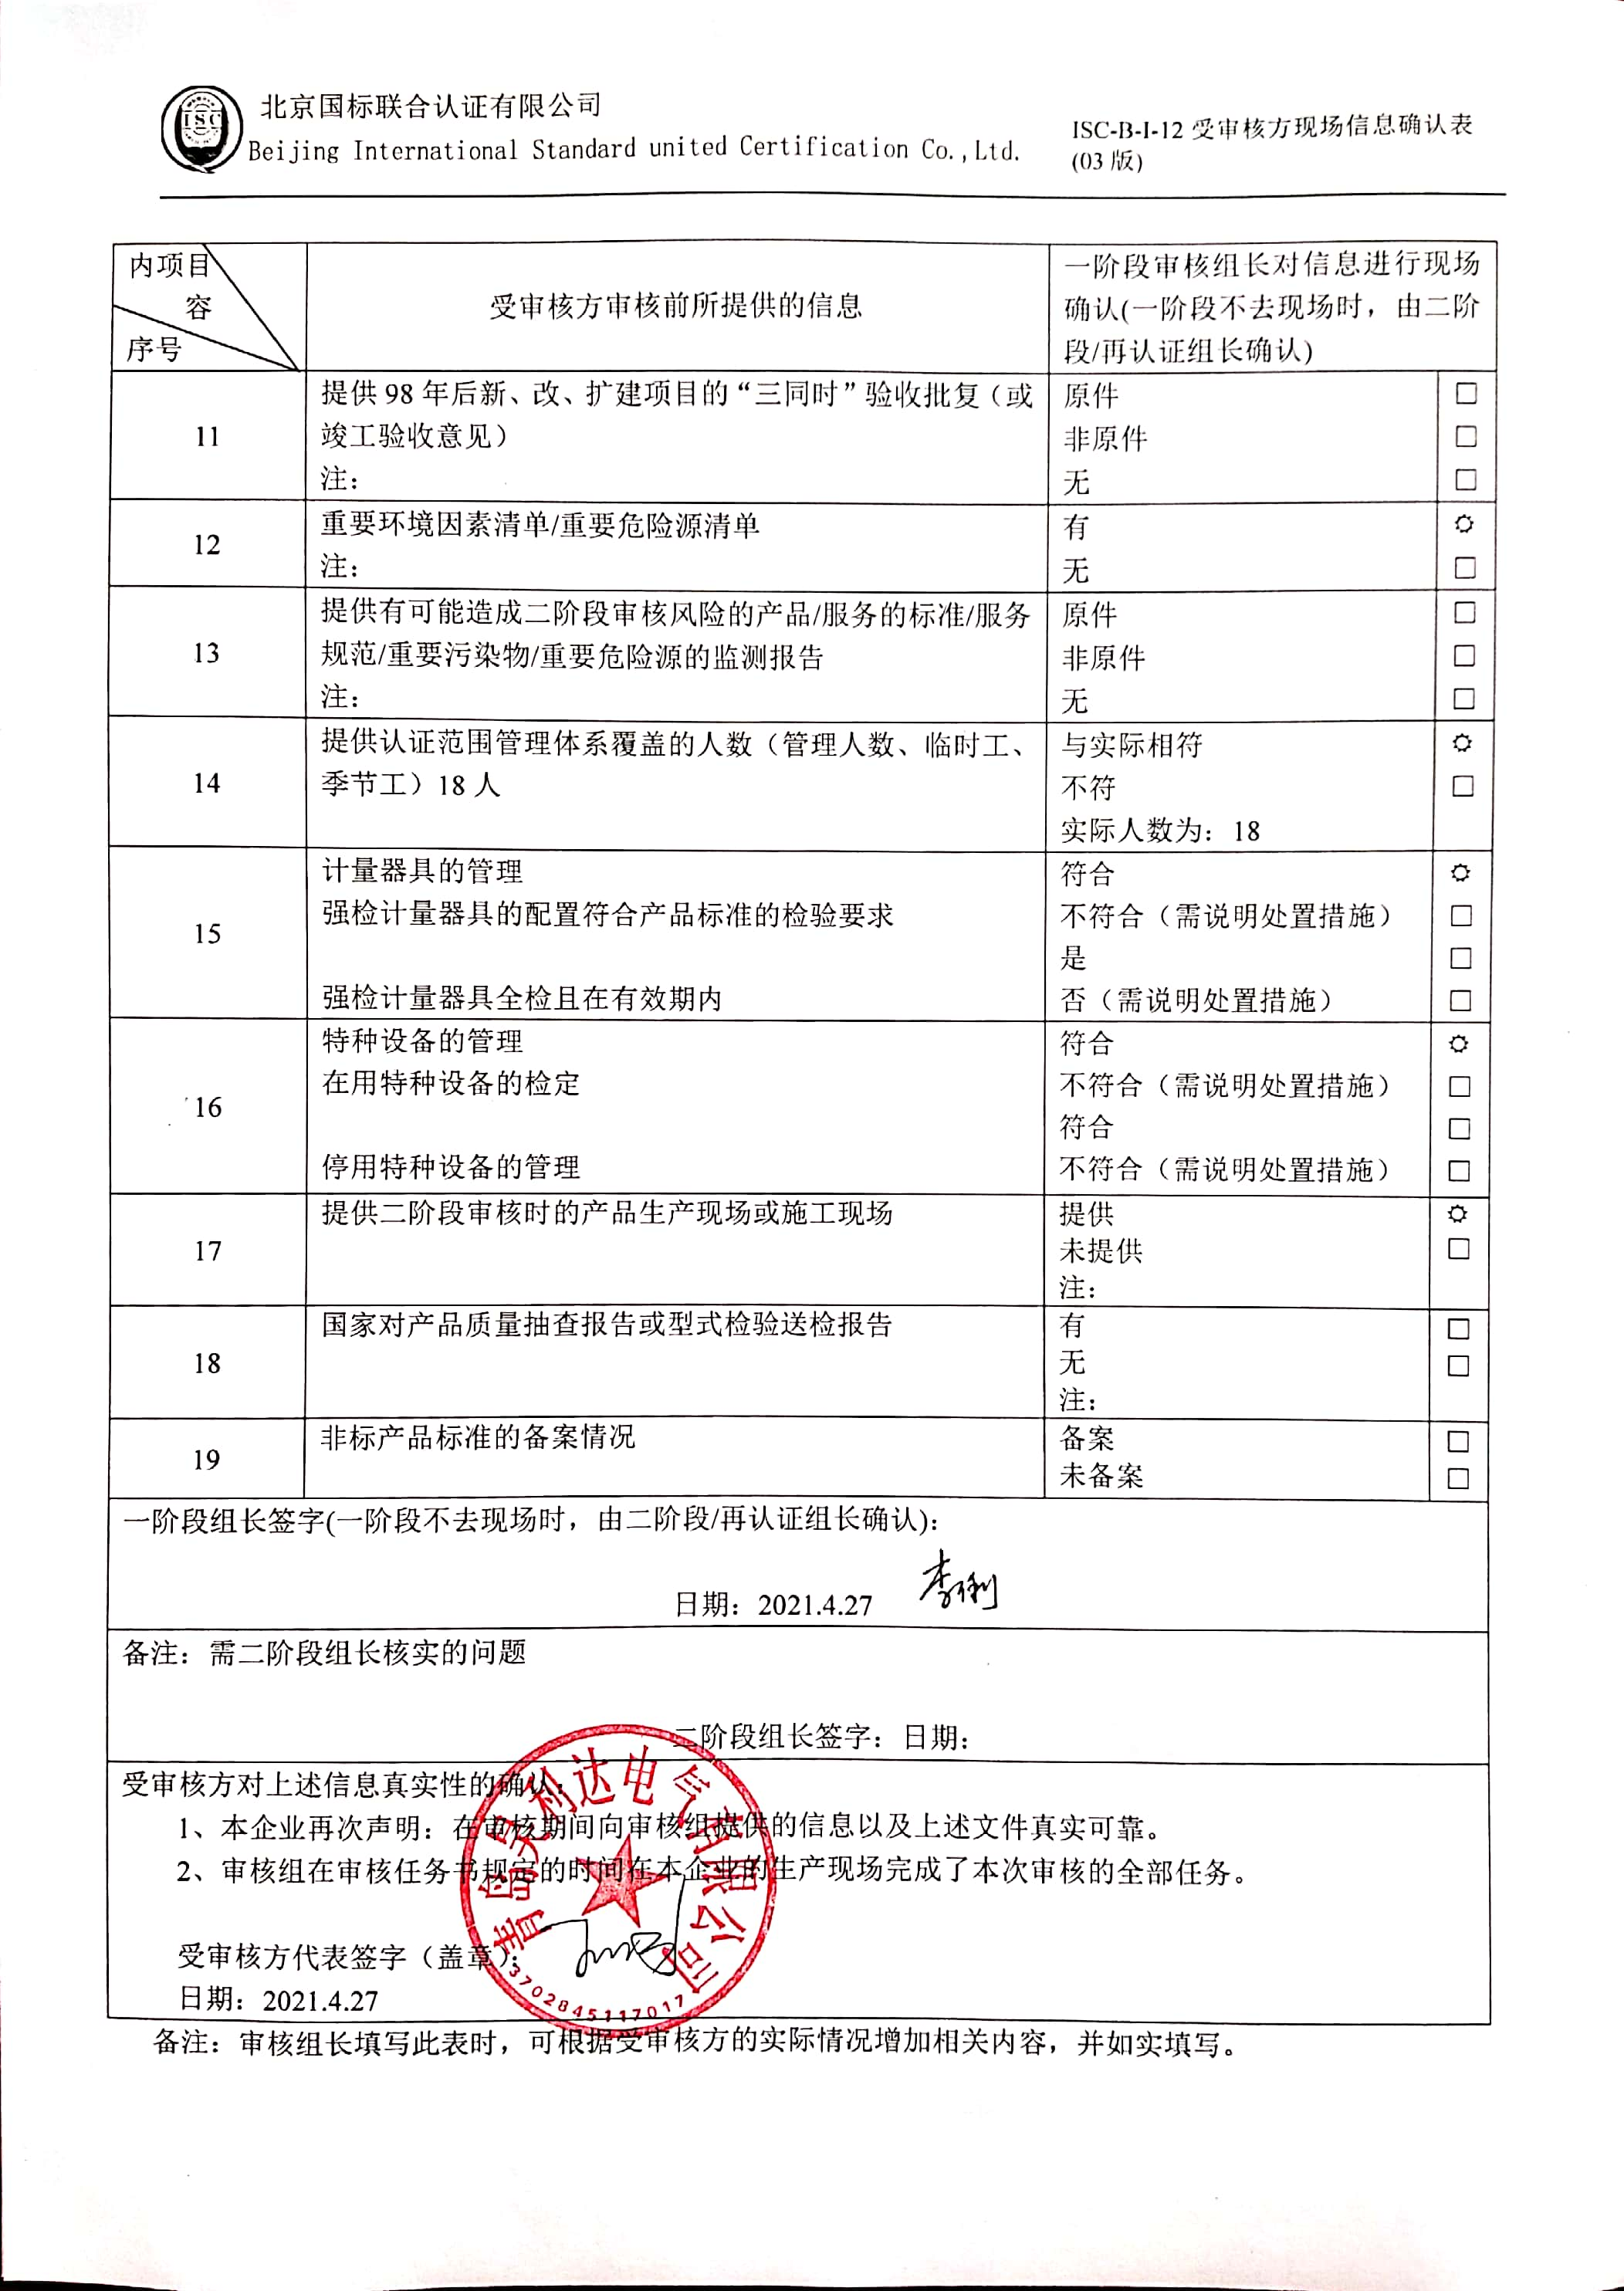 北京国标联合认证有限公司
Beijing International Standard united Certification Co.,Ltd.
ISC
ISC-B-I-12 受审核方现场信息确认表
(03 版)
内项目
容
序号
受审核方审核前所提供的信息
一阶段审核组长对信息进行现场
确认(一阶段不去现场时，由二阶
段/再认证组长确认)
11
提供 98 年后新、改、扩建项目的“三同时”验收批复（或
竣工验收意见）
注：
原件 □
非原件 □
无 □
12
重要环境因素清单/重要危险源清单
注：
有
无 □
13
提供有可能造成二阶段审核风险的产品/服务的标准/服务
规范/重要污染物/重要危险源的监测报告
注：
原件 □
非原件 □
无 □
14
提供认证范围管理体系覆盖的人数（管理人数、临时工、
季节工）18 人
与实际相符
不符 □
实际人数为：18
15
计量器具的管理
强检计量器具的配置符合产品标准的检验要求
强检计量器具全检且在有效期内
符合
不符合（需说明处置措施） □
是 □
否（需说明处置措施） □
16
特种设备的管理
在用特种设备的检定
停用特种设备的管理
符合
不符合（需说明处置措施） □
符合 □
不符合（需说明处置措施） □
17
提供二阶段审核时的产品生产现场或施工现场
提供
未提供 □
注：
18
国家对产品质量抽查报告或型式检验送检报告
有 □
无 □
注：
19
非标产品标准的备案情况
备案 □
未备案 □
一阶段组长签字(一阶段不去现场时，由二阶段/再认证组长确认)：
日期：2021.4.27 李俐
备注：需二阶段组长核实的问题
二阶段组长签字：日期：
受审核方对上述信息真实性的确认：
1、本企业再次声明：在审核期间向审核组提供的信息以及上述文件真实可靠。
2、审核组在审核任务书规定的时间在本企业的生产现场完成了本次审核的全部任务。
受审核方代表签字（盖章）：
日期：2021.4.27
青岛英利达电气有限公司
3702845117017
备注：审核组长填写此表时，可根据受审核方的实际情况增加相关内容，并如实填写。